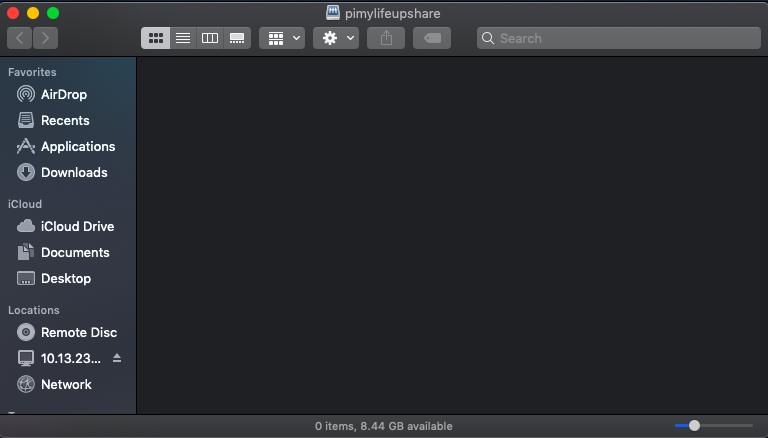 pimylifeupshare
Search
Favorites
AirDrop
Recents
Applications
Downloads
iCloud
iCloud Drive
Documents
Desktop
Locations
Remote Disc
10.13.23...
Network
0 items, 8.44 GB available